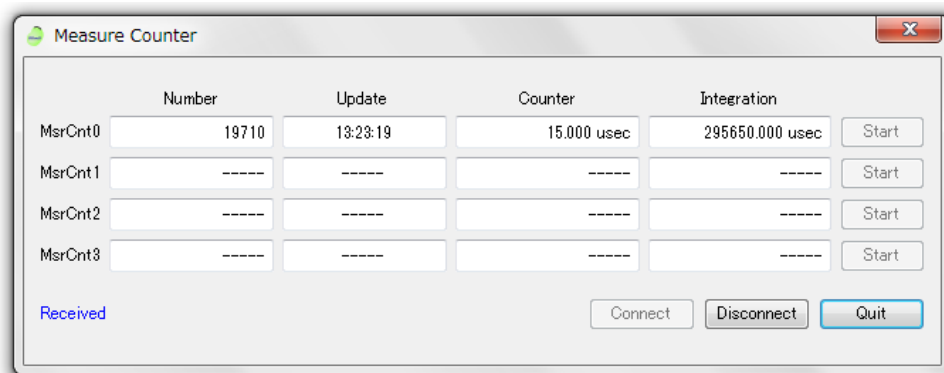 Measure Counter
Number Update Counter Integration
MsrCnt0 19710 13:23:19 15.000 usec 295650.000 usec Start
MsrCnt1 ----- ----- ----- ----- Start
MsrCnt2 ----- ----- ----- ----- Start
MsrCnt3 ----- ----- ----- ----- Start
Received Connect Disconnect Quit